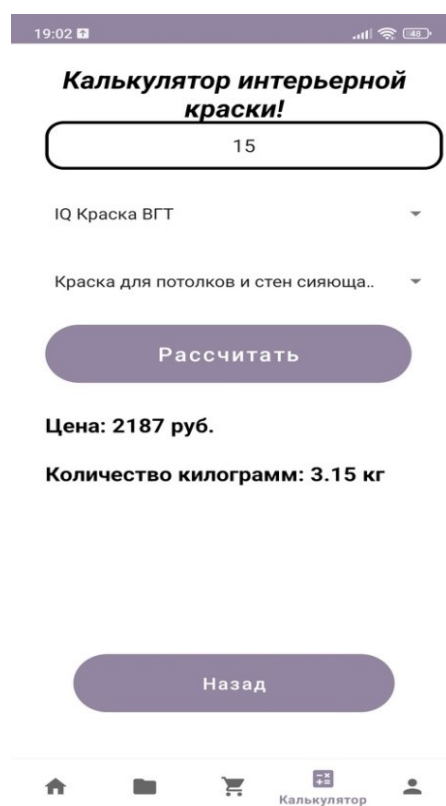 19:02
48
Калькулятор интерьерной
краски!
15
IQ Краска ВГТ
Краска для потолков и стен сияюща..
Рассчитать
Цена: 2187 руб.
Количество килограмм: 3.15 кг
Назад
Калькулятор